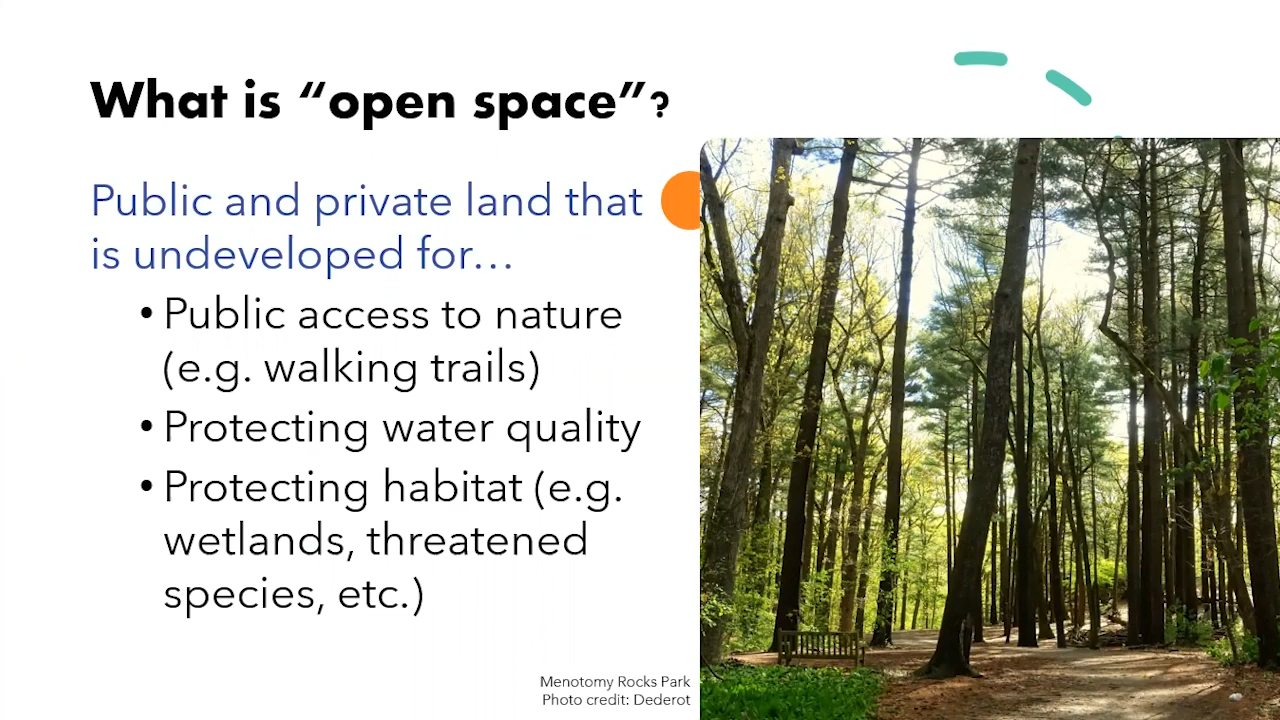 What is “open space”?
Public and private land that
is undeveloped for…
• Public access to nature
(e.g. walking trails)
• Protecting water quality
• Protecting habitat (e.g.
wetlands, threatened
species, etc.)
Menotomy Rocks Park
Photo credit: Dederot